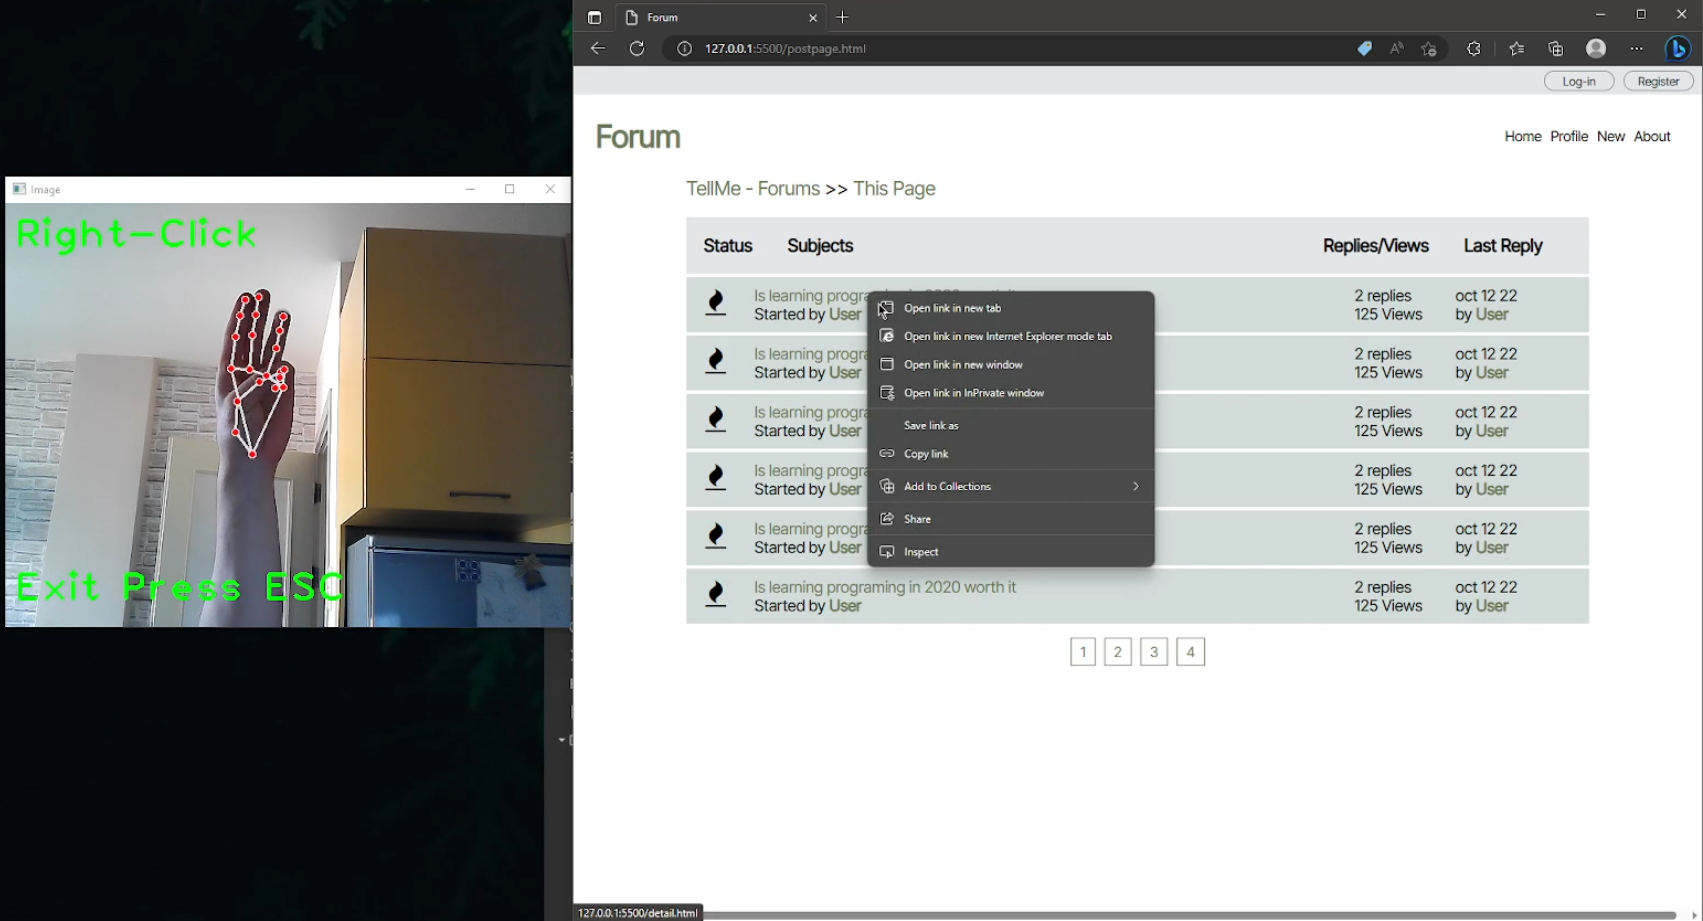 Forum
127.0.0.1:5500/postpage.html
Log-in Register
Forum
Home Profile New About
Image
TellMe - Forums >> This Page
Right-Click
Status Subjects Replies/Views Last Reply
Is learning progra 2 replies oct 12 22
Started by User 125 Views by User
Is learning progra 2 replies oct 12 22
Started by User 125 Views by User
Is learning progra 2 replies oct 12 22
Started by User 125 Views by User
Is learning progra 2 replies oct 12 22
Started by User 125 Views by User
Is learning progra 2 replies oct 12 22
Started by User 125 Views by User
Is learning programing in 2020 worth it 2 replies oct 12 22
Started by User 125 Views by User
Open link in new tab
Open link in new Internet Explorer mode tab
Open link in new window
Open link in InPrivate window
Save link as
Copy link
Add to Collections
Share
Inspect
Exit Press ESC
1 2 3 4
127.0.0.1:5500/detail.html